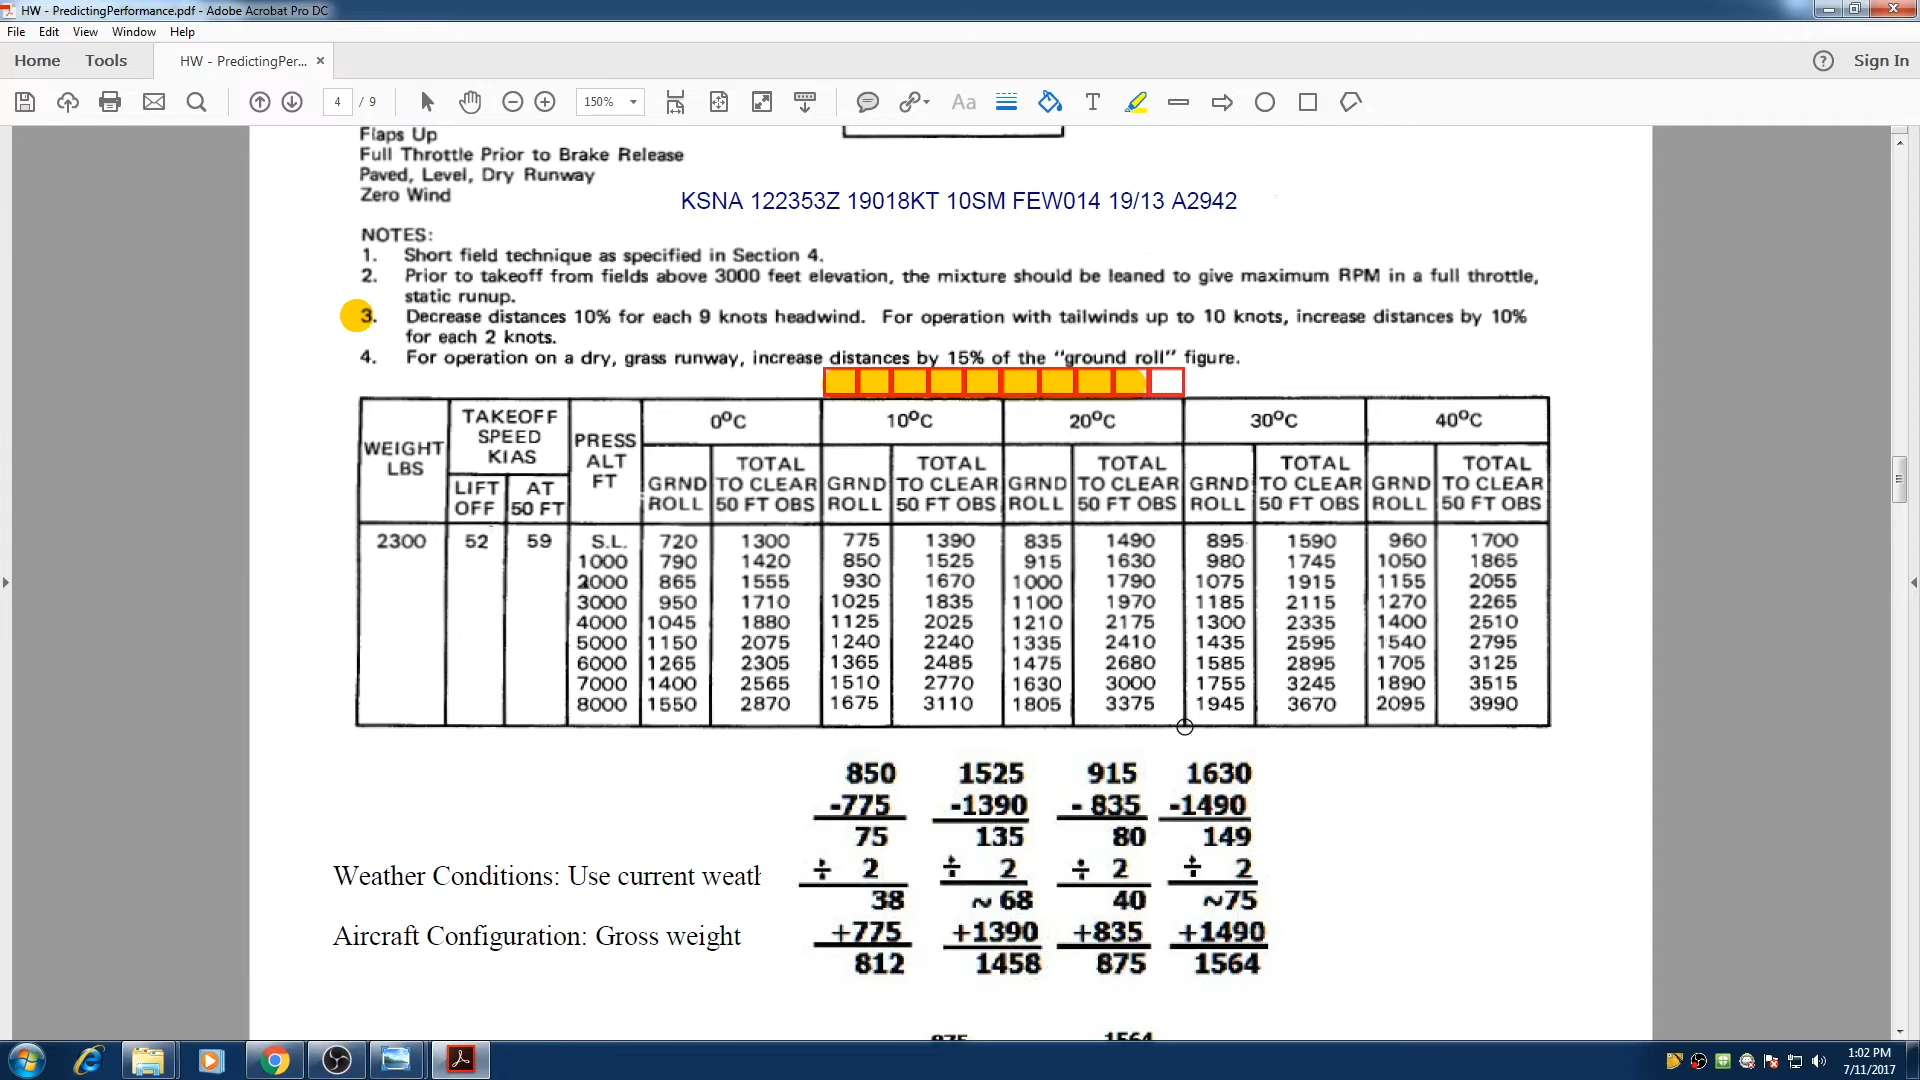 HW - PredictingPerformance.pdf - Adobe Acrobat Pro DC
File Edit View Window Help
Home Tools HW - PredictingPer... × Sign In
4 / 9 150%
Flaps Up
Full Throttle Prior to Brake Release
Paved, Level, Dry Runway
Zero Wind
KSNA 122353Z 19018KT 10SM FEW014 19/13 A2942
NOTES:
1. Short field technique as specified in Section 4.
2. Prior to takeoff from fields above 3000 feet elevation, the mixture should be leaned to give maximum RPM in a full throttle,
static runup.
3. Decrease distances 10% for each 9 knots headwind. For operation with tailwinds up to 10 knots, increase distances by 10%
for each 2 knots.
4. For operation on a dry, grass runway, increase distances by 15% of the "ground roll" figure.
WEIGHT LBS TAKEOFF SPEED KIAS PRESS ALT FT 0°C 10°C 20°C 30°C 40°C
LIFT OFF AT 50 FT GRND ROLL TOTAL TO CLEAR 50 FT OBS GRND ROLL TOTAL TO CLEAR 50 FT OBS GRND ROLL TOTAL TO CLEAR 50 FT OBS GRND ROLL TOTAL TO CLEAR 50 FT OBS GRND ROLL TOTAL TO CLEAR 50 FT OBS
2300 52 59 S.L. 720 1300 775 1390 835 1490 895 1590 960 1700
1000 790 1420 850 1525 915 1630 980 1745 1050 1865
2000 865 1555 930 1670 1000 1790 1075 1915 1155 2055
3000 950 1710 1025 1835 1100 1970 1185 2115 1270 2265
4000 1045 1880 1125 2025 1210 2175 1300 2335 1400 2510
5000 1150 2075 1240 2240 1335 2410 1435 2595 1540 2795
6000 1265 2305 1365 2485 1475 2680 1585 2895 1705 3125
7000 1400 2565 1510 2770 1630 3000 1755 3245 1890 3515
8000 1550 2870 1675 3110 1805 3375 1945 3670 2095 3990
850 1525 915 1630
-775 -1390 - 835 -1490
75 135 80 149
Weather Conditions: Use current weath
÷ 2 ÷ 2 ÷ 2 ÷ 2
38 ~ 68 40 ~75
Aircraft Configuration: Gross weight
+775 +1390 +835 +1490
812 1458 875 1564
875 1564
1:02 PM
7/11/2017